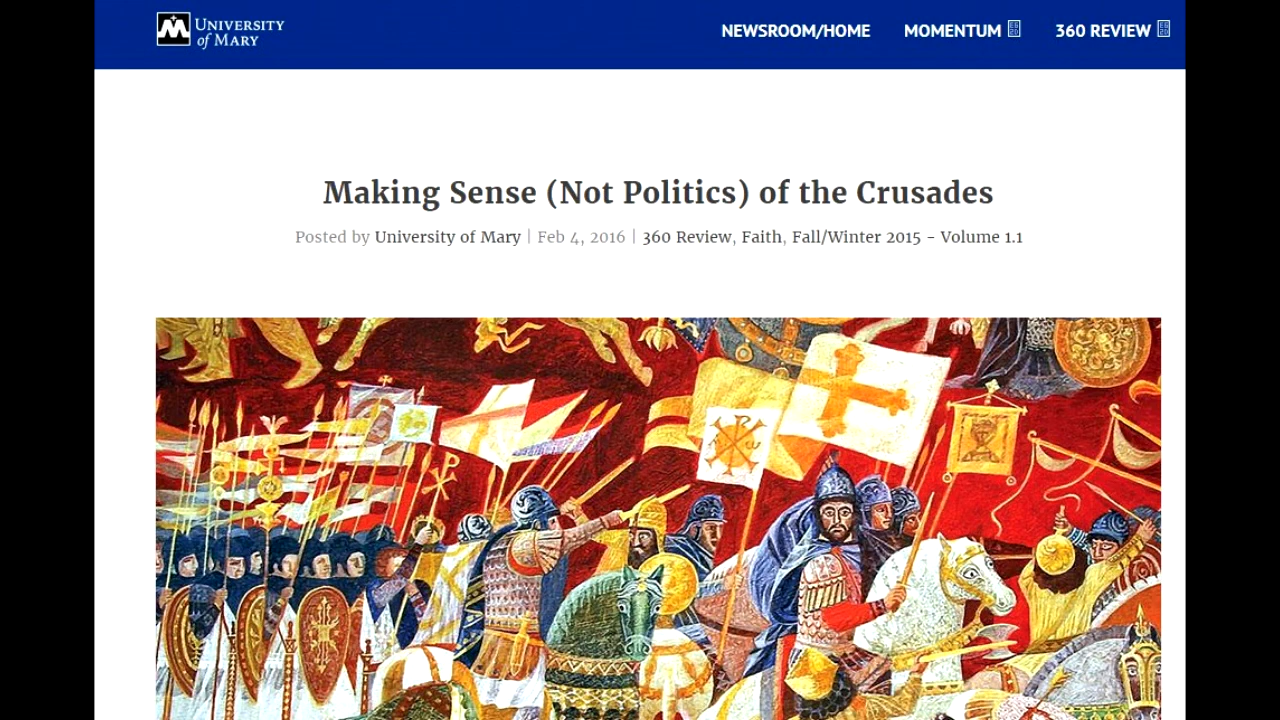 University
of Mary
NEWSROOM/HOME
MOMENTUM
360 REVIEW
Making Sense (Not Politics) of the Crusades
Posted by University of Mary | Feb 4, 2016 | 360 Review, Faith, Fall/Winter 2015 - Volume 1.1